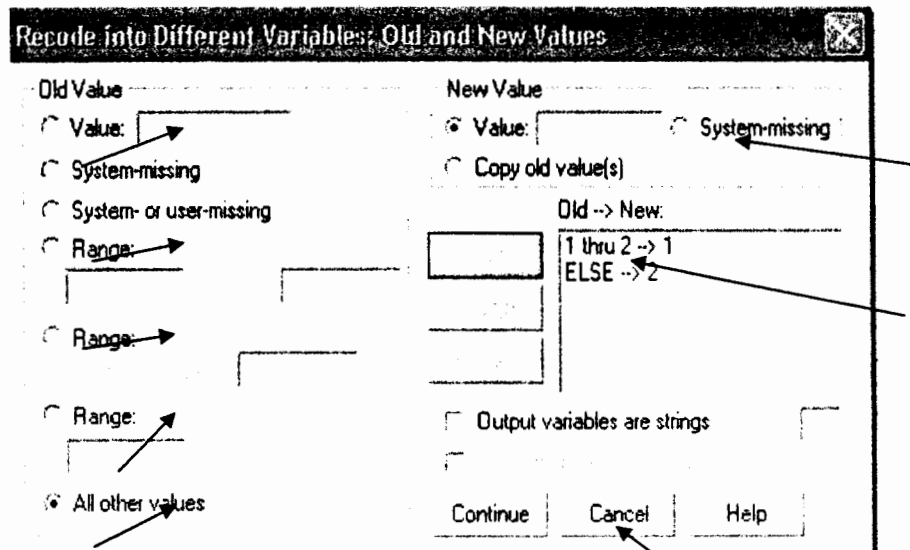 Recode into Different Variables: Old and New Values
Old Value
Value:
System-missing
System- or user-missing
Range:
Range:
Range:
All other values
New Value
Value: System-missing
Copy old value(s)
Old --> New:
1 thru 2 --> 1
ELSE --> 2
Output variables are strings
Continue Cancel Help